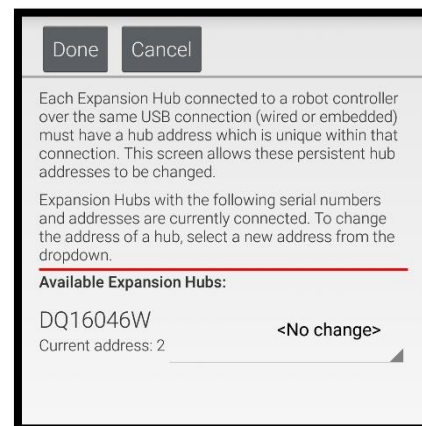 Done Cancel
Each Expansion Hub connected to a robot controller
over the same USB connection (wired or embedded)
must have a hub address which is unique within that
connection. This screen allows these persistent hub
addresses to be changed.
Expansion Hubs with the following serial numbers
and addresses are currently connected. To change
the address of a hub, select a new address from the
dropdown.
Available Expansion Hubs:
DQ16046W
<No change>
Current address: 2